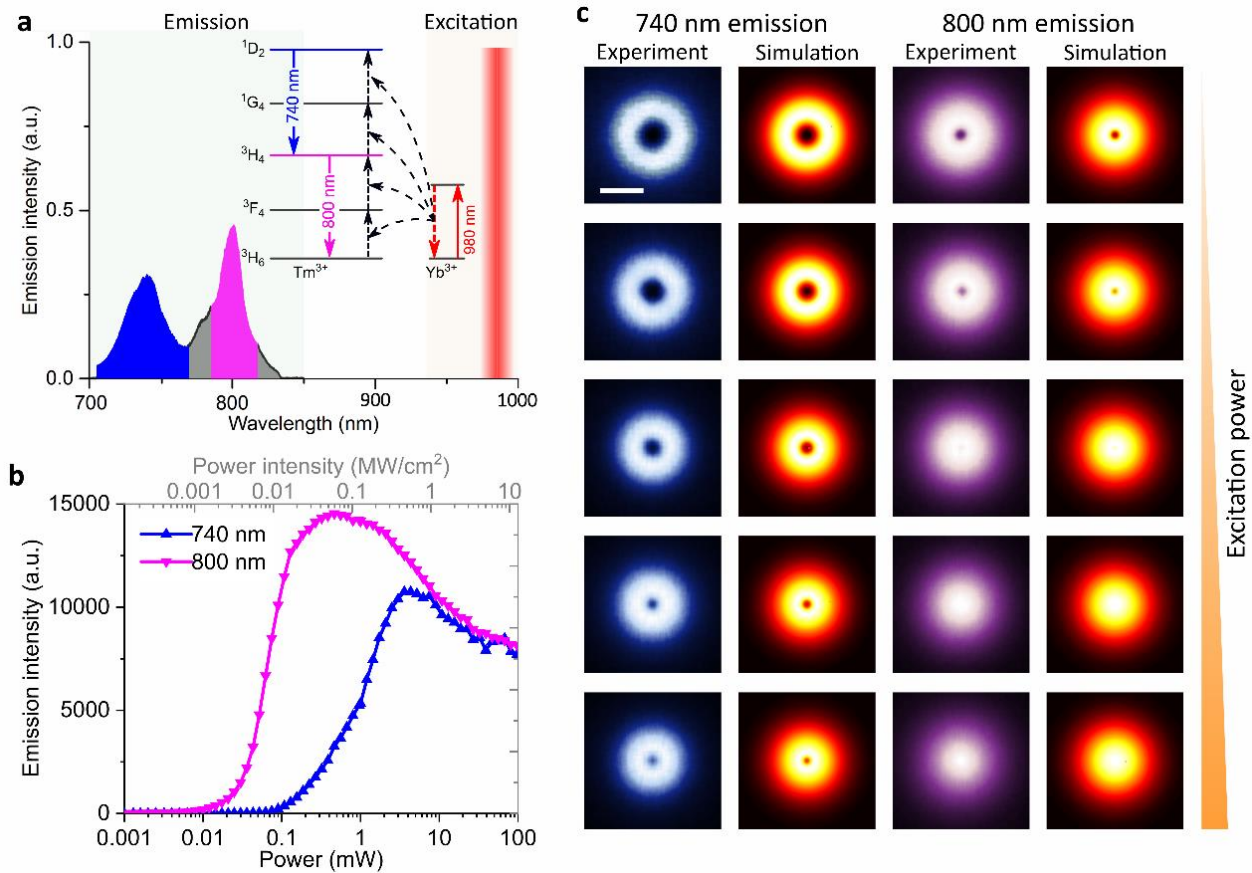 a
Emission
Excitation
1.0
0.5
0.0
Emission intensity (a.u.)
¹D₂
¹G₄
³H₄
³F₄
³H₆
740 nm
800 nm
980 nm
Tm³⁺
Yb³⁺
700
800
900
1000
Wavelength (nm)
b
Power intensity (MW/cm²)
0.001
0.01
0.1
1
10
15000
10000
5000
0
Emission intensity (a.u.)
740 nm
800 nm
0.001
0.01
0.1
1
10
100
Power (mW)
c
740 nm emission
800 nm emission
Experiment
Simulation
Experiment
Simulation
Excitation power